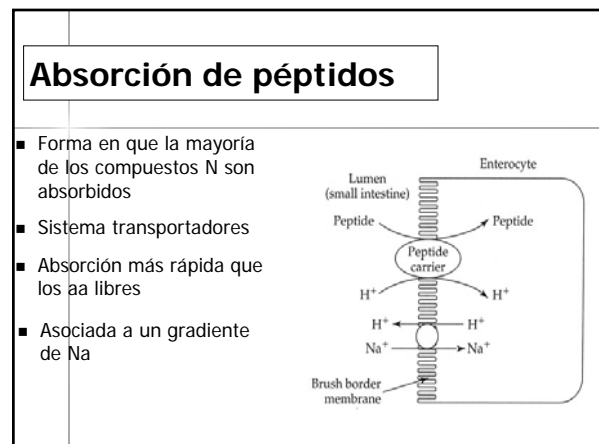 Absorción de péptidos
■ Forma en que la mayoría
de los compuestos N son
absorbidos
■ Sistema transportadores
■ Absorción más rápida que
los aa libres
■ Asociada a un gradiente
de Na
Enterocyte
Lumen
(small intestine)
Peptide
Peptide
Peptide
carrier
H⁺
H⁺
H⁺
H⁺
Na⁺
Na⁺
Brush border
membrane